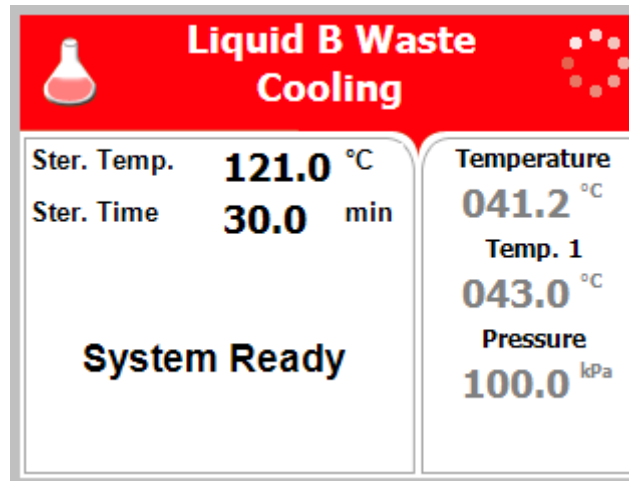 Liquid B Waste
Cooling
Ster. Temp. 121.0 °C
Ster. Time 30.0 min
System Ready
Temperature
041.2 °C
Temp. 1
043.0 °C
Pressure
100.0 kPa